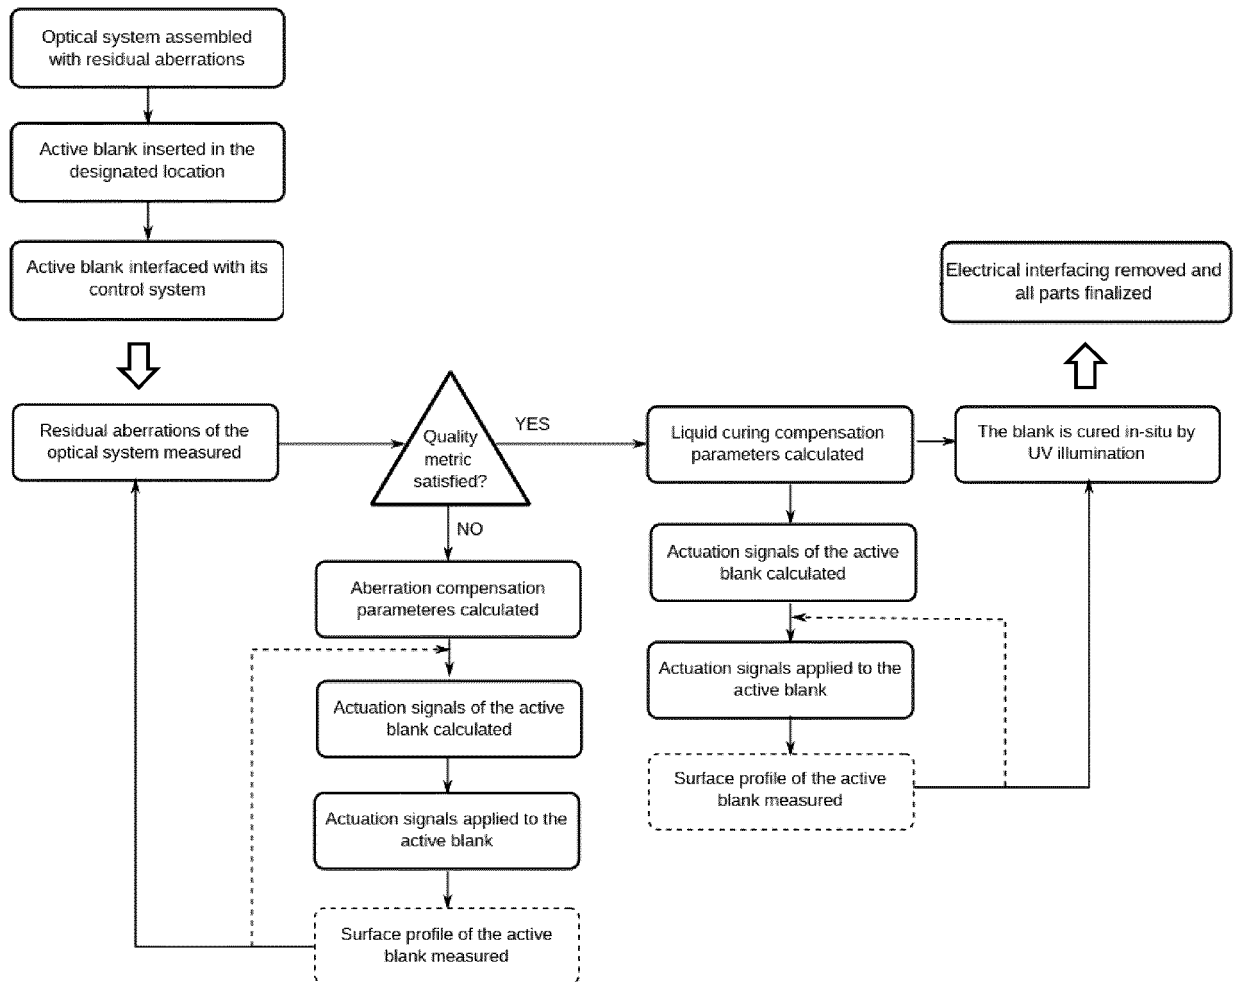 Optical system assembled
with residual aberrations
Active blank inserted in the
designated location
Active blank interfaced with its
control system
Electrical interfacing removed and
all parts finalized
Residual aberrations of the
optical system measured
Quality
metric
satisfied?
YES
NO
Liquid curing compensation
parameters calculated
The blank is cured in-situ by
UV illumination
Aberration compensation
parameteres calculated
Actuation signals of the active
blank calculated
Actuation signals applied to the
active blank
Surface profile of the active
blank measured
Actuation signals of the active
blank calculated
Actuation signals applied to the
active blank
Surface profile of the active
blank measured